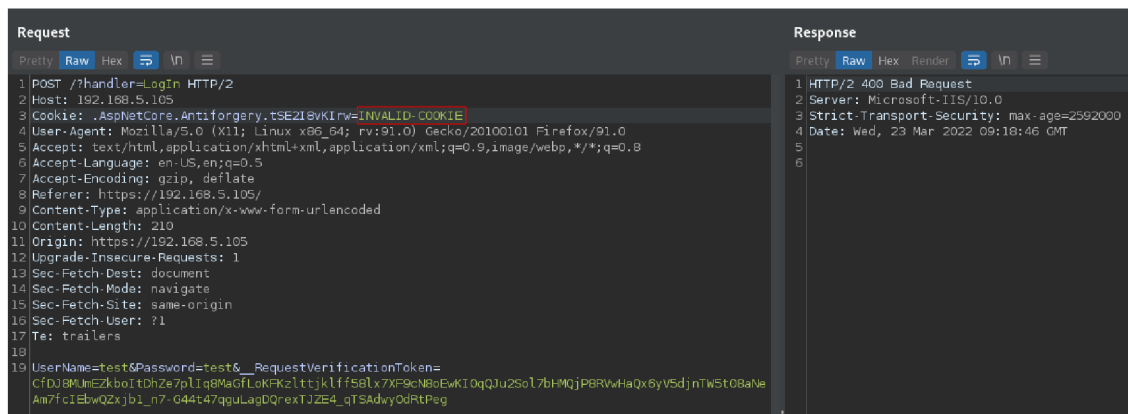 Request
Pretty Raw Hex \n
1 POST /?handler=LogIn HTTP/2
2 Host: 192.168.5.105
3 Cookie: .AspNetCore.Antiforgery.tSE2I8vKIrw=INVALID-COOKIE
4 User-Agent: Mozilla/5.0 (X11; Linux x86_64; rv:91.0) Gecko/20100101 Firefox/91.0
5 Accept: text/html,application/xhtml+xml,application/xml;q=0.9,image/webp,*/*;q=0.8
6 Accept-Language: en-US,en;q=0.5
7 Accept-Encoding: gzip, deflate
8 Referer: https://192.168.5.105/
9 Content-Type: application/x-www-form-urlencoded
10 Content-Length: 210
11 Origin: https://192.168.5.105
12 Upgrade-Insecure-Requests: 1
13 Sec-Fetch-Dest: document
14 Sec-Fetch-Mode: navigate
15 Sec-Fetch-Site: same-origin
16 Sec-Fetch-User: ?1
17 Te: trailers
18
19 UserName=test&Password=test&__RequestVerificationToken=
CfDJ8MUmEZkboItDhZe7plIq8MaGfLoKFKzlttjklff58lx7XF9cN8oEwKIOqQJu2Sol7bHMQjP8RVwHaQx6yV5djnTW5t08aNe
Am7fcIEbwQZxjb1_n7-G44t47qguLagDQrexTJZE4_qTSAdwyOdRtPeg
Response
Pretty Raw Hex Render \n
1 HTTP/2 400 Bad Request
2 Server: Microsoft-IIS/10.0
3 Strict-Transport-Security: max-age=2592000
4 Date: Wed, 23 Mar 2022 09:18:46 GMT
5
6